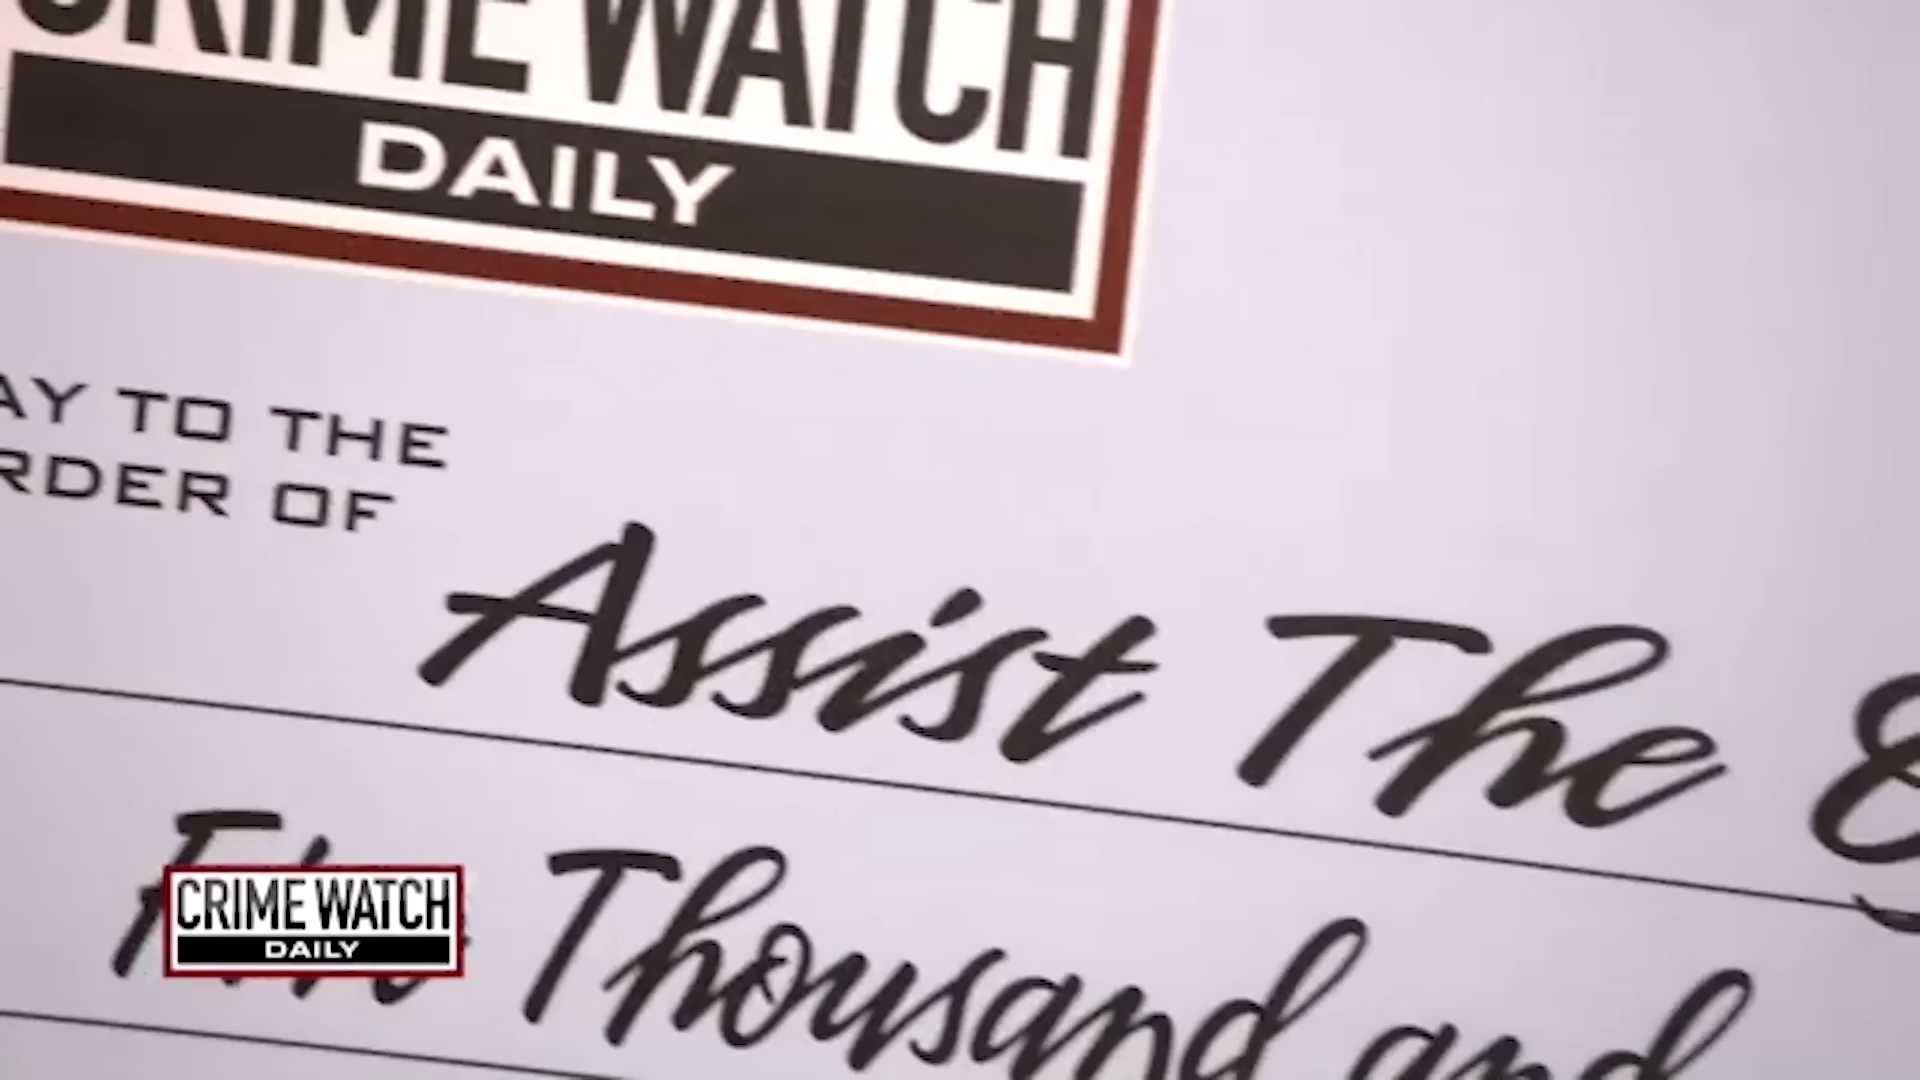 CRIME WATCH
DAILY
AY TO THE
RDER OF
Assist The
Thousand and
CRIME WATCH
DAILY